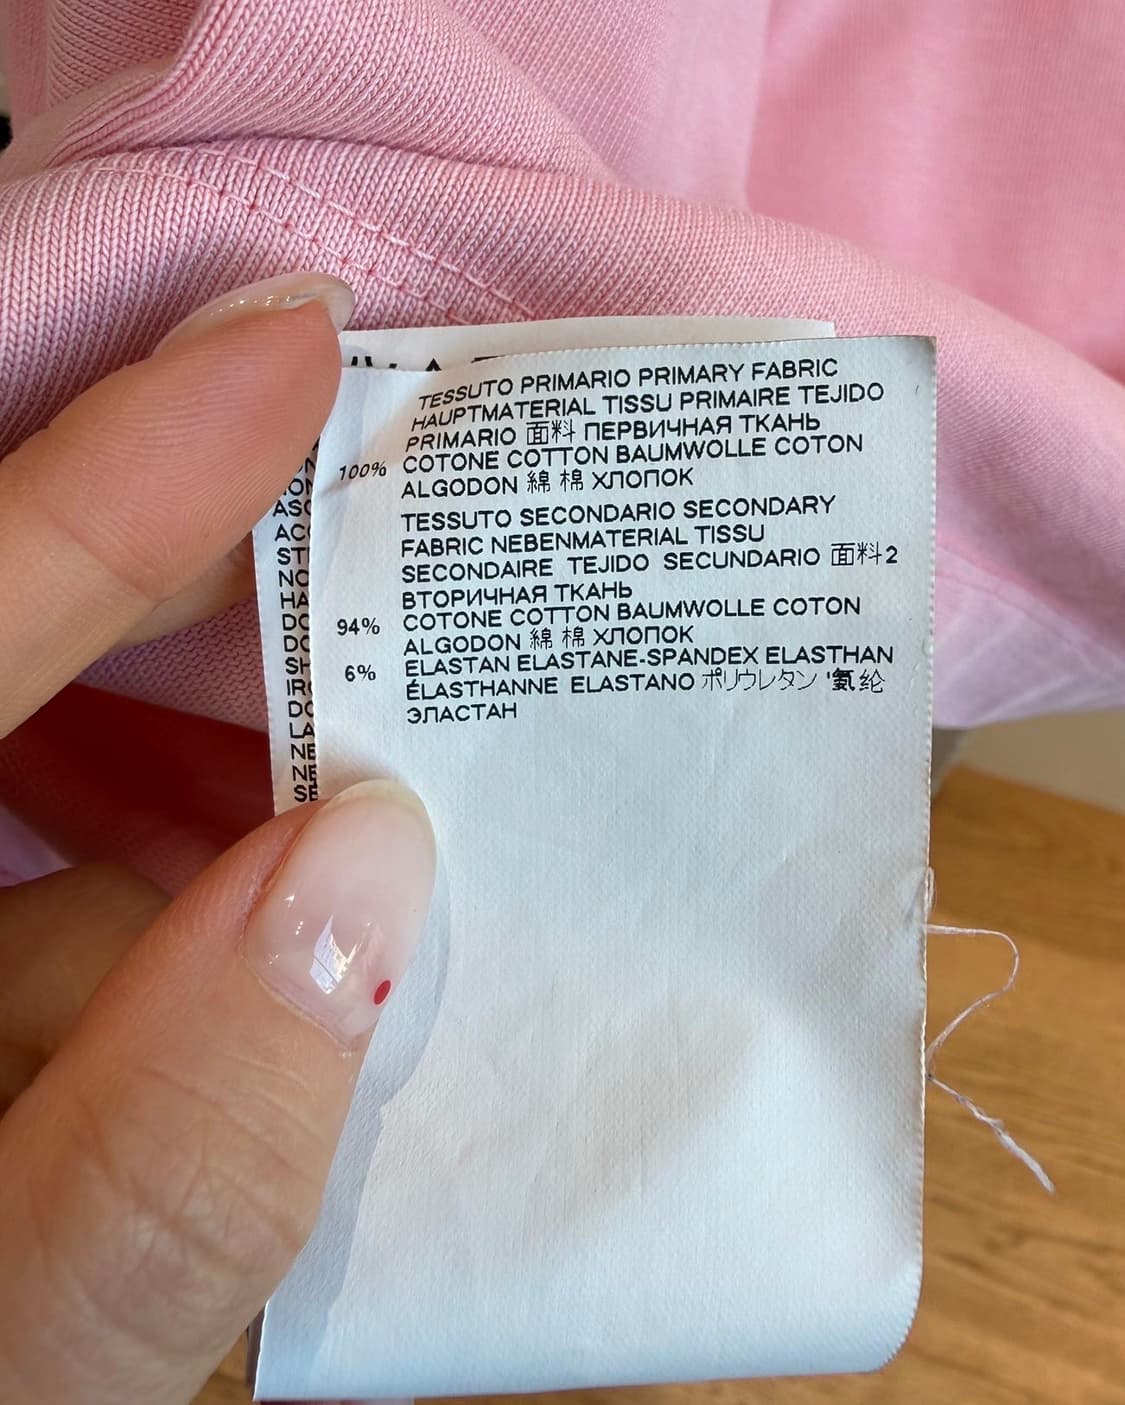 TESSUTO PRIMARIO PRIMARY FABRIC
HAUPTMATERIAL TISSU PRIMAIRE TEJIDO
PRIMARIO 面料 ПЕРВИЧНАЯ ТКАНЬ
100% COTONE COTTON BAUMWOLLE COTON
ALGODON 綿 棉 ХЛОПОК
TESSUTO SECONDARIO SECONDARY
FABRIC NEBENMATERIAL TISSU
SECONDAIRE TEJIDO SECUNDARIO 面料2
ВТОРИЧНАЯ ТКАНЬ
94% COTONE COTTON BAUMWOLLE COTON
ALGODON 綿 棉 ХЛОПОК
6% ELASTAN ELASTANE-SPANDEX ELASTHAN
ÉLASTHANNE ELASTANO ポリウレタン '氨纶
ЭЛАСТАН